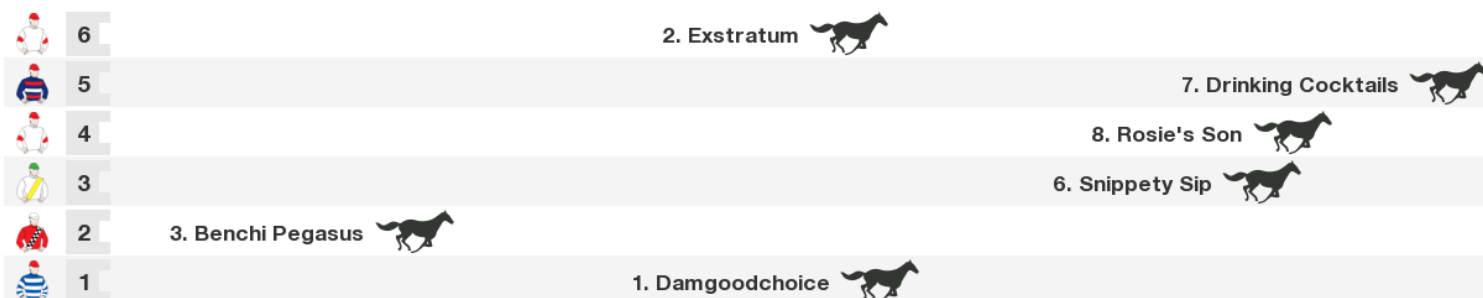 6 2. Exstratum
5 7. Drinking Cocktails
4 8. Rosie's Son
3 6. Snippety Sip
2 3. Benchi Pegasus
1 1. Damgoodchoice